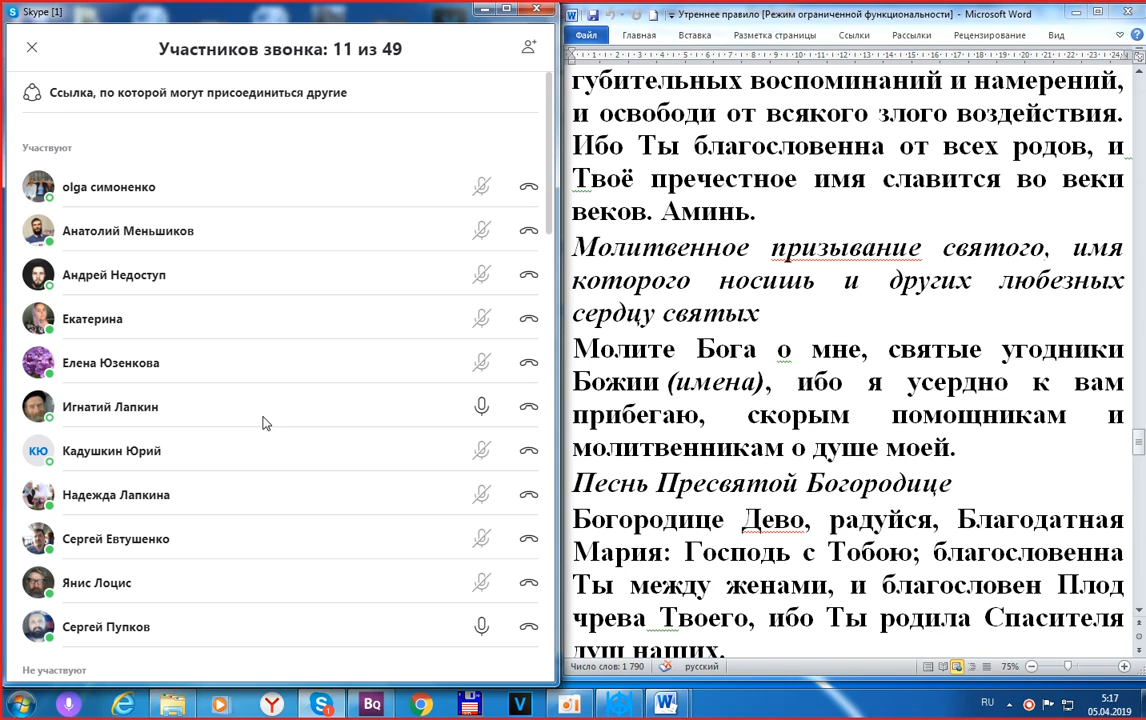 Skype [1]
Участников звонка: 11 из 49
Ссылка, по которой могут присоединиться другие
Участвуют
olga симоненко
Анатолий Меньшиков
Андрей Недоступ
Екатерина
Елена Юзенкова
Игнатий Лапкин
КЮ Кадушкин Юрий
Надежда Лапкина
Сергей Евтушенко
Янис Лоцис
Сергей Пупков
Не участвуют
Утреннее правило [Режим ограниченной функциональности] - Microsoft Word
Файл Главная Вставка Разметка страницы Ссылки Рассылки Рецензирование Вид
губительных воспоминаний и намерений,
и освободи от всякого злого воздействия.
Ибо Ты благословенна от всех родов, и
Твоё пречестное имя славится во веки
веков. Аминь.
Молитвенное призывание святого, имя
которого носишь и других любезных
сердцу святых
Молите Бога о мне, святые угодники
Божии (имена), ибо я усердно к вам
прибегаю, скорым помощникам и
молитвенникам о душе моей.
Песнь Пресвятой Богородице
Богородице Дево, радуйся, Благодатная
Мария: Господь с Тобою; благословенна
Ты между женами, и благословен Плод
чрева Твоего, ибо Ты родила Спасителя
душ наших.
Число слов: 1 790 русский 75%
RU 5:17
05.04.2019